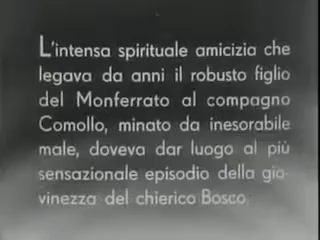 L'intensa spirituale amicizia che
legava da anni il robusto figlio
del Monferrato al compagno
Comollo, minato da inesorabile
male, doveva dar luogo al più
sensazionale episodio della gio-
vinezza del chierico Bosco.